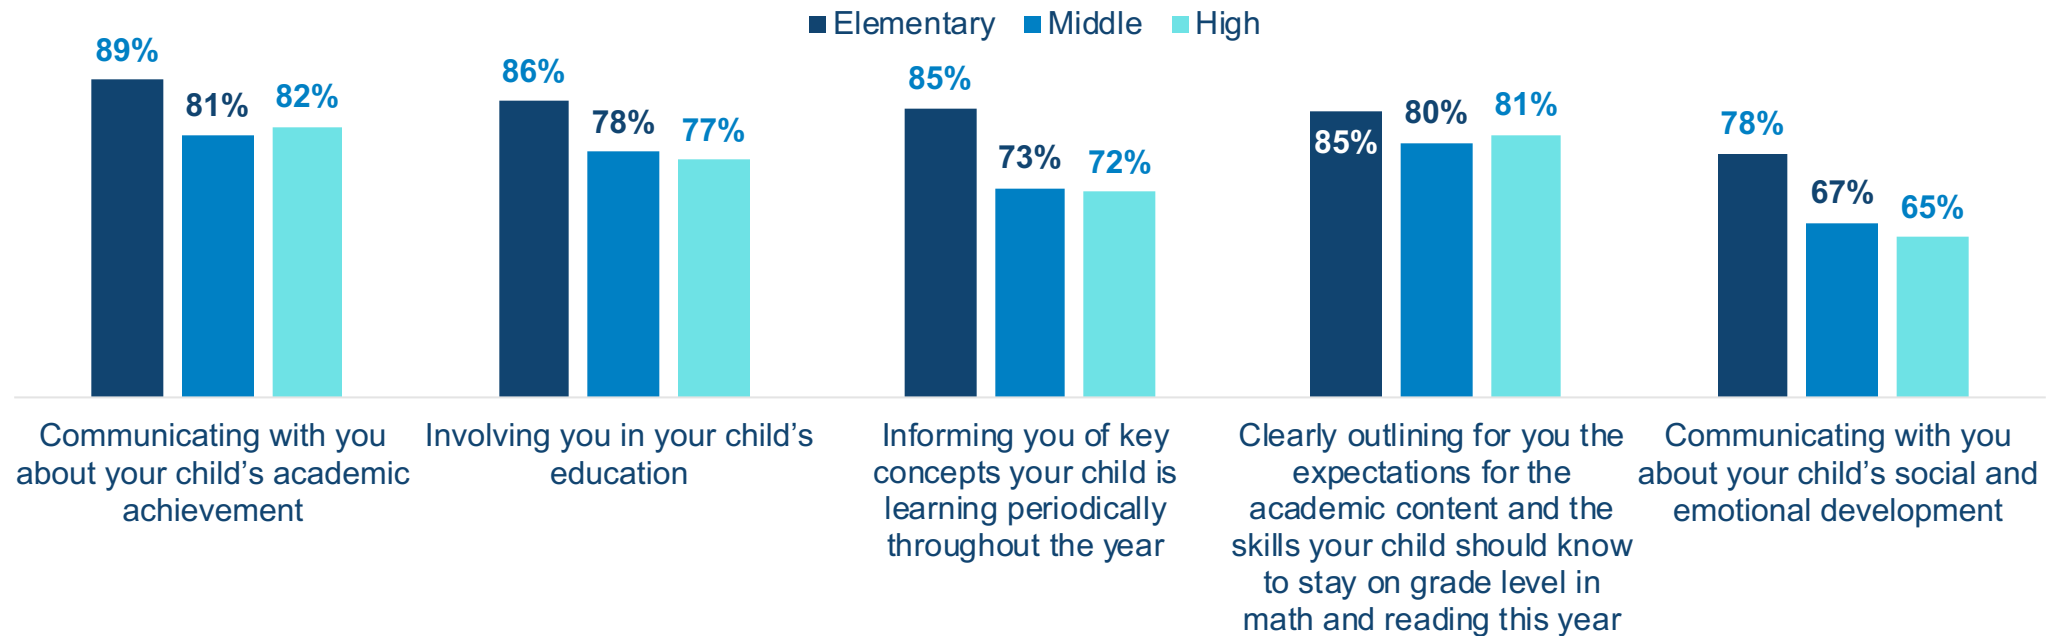 Elementary Middle High
89% 81% 82%
86% 78% 77%
85% 73% 72%
85% 80% 81%
78% 67% 65%
Communicating with you
about your child’s academic
achievement
Involving you in your child’s
education
Informing you of key
concepts your child is
learning periodically
throughout the year
Clearly outlining for you the
expectations for the
academic content and the
skills your child should know
to stay on grade level in
math and reading this year
Communicating with you
about your child’s social and
emotional development